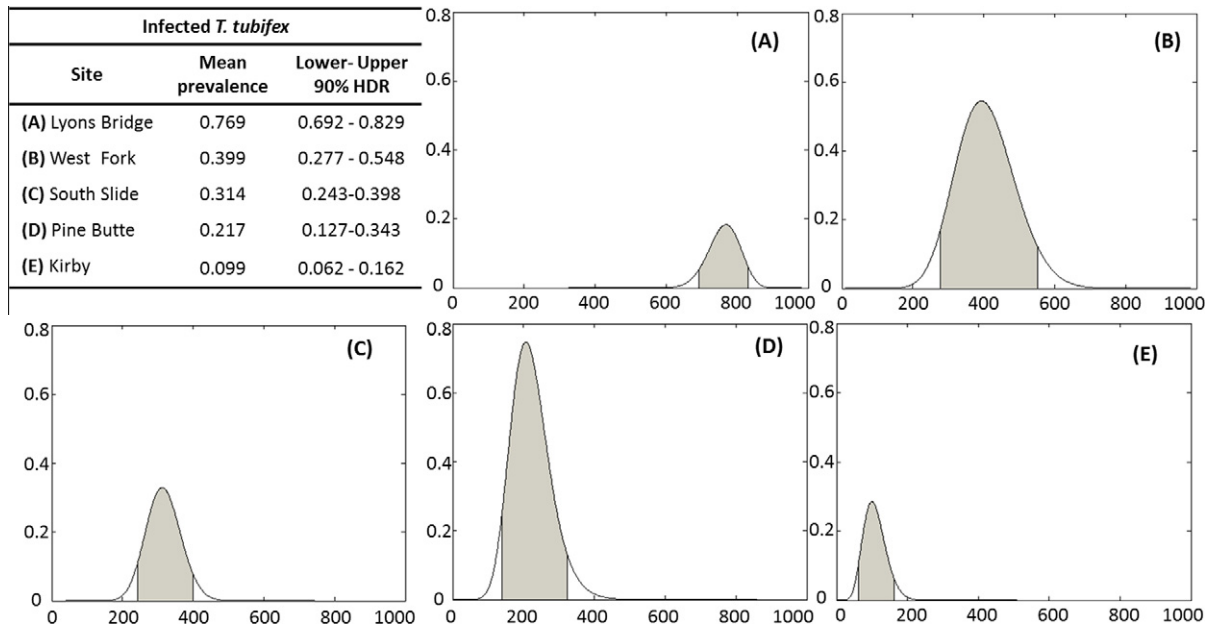 Infected T. tubifex
Site Mean prevalence Lower- Upper 90% HDR
(A) Lyons Bridge 0.769 0.692 - 0.829
(B) West Fork 0.399 0.277 - 0.548
(C) South Slide 0.314 0.243-0.398
(D) Pine Butte 0.217 0.127-0.343
(E) Kirby 0.099 0.062 - 0.162
(A)
0.8
0.6
0.4
0.2
0
0 200 400 600 800 1000
(B)
0.8
0.6
0.4
0.2
0
0 200 400 600 800 1000
(C)
0.8
0.6
0.4
0.2
0
0 200 400 600 800 1000
(D)
0.8
0.6
0.4
0.2
0
0 200 400 600 800 1000
(E)
0.8
0.6
0.4
0.2
0
0 200 400 600 800 1000